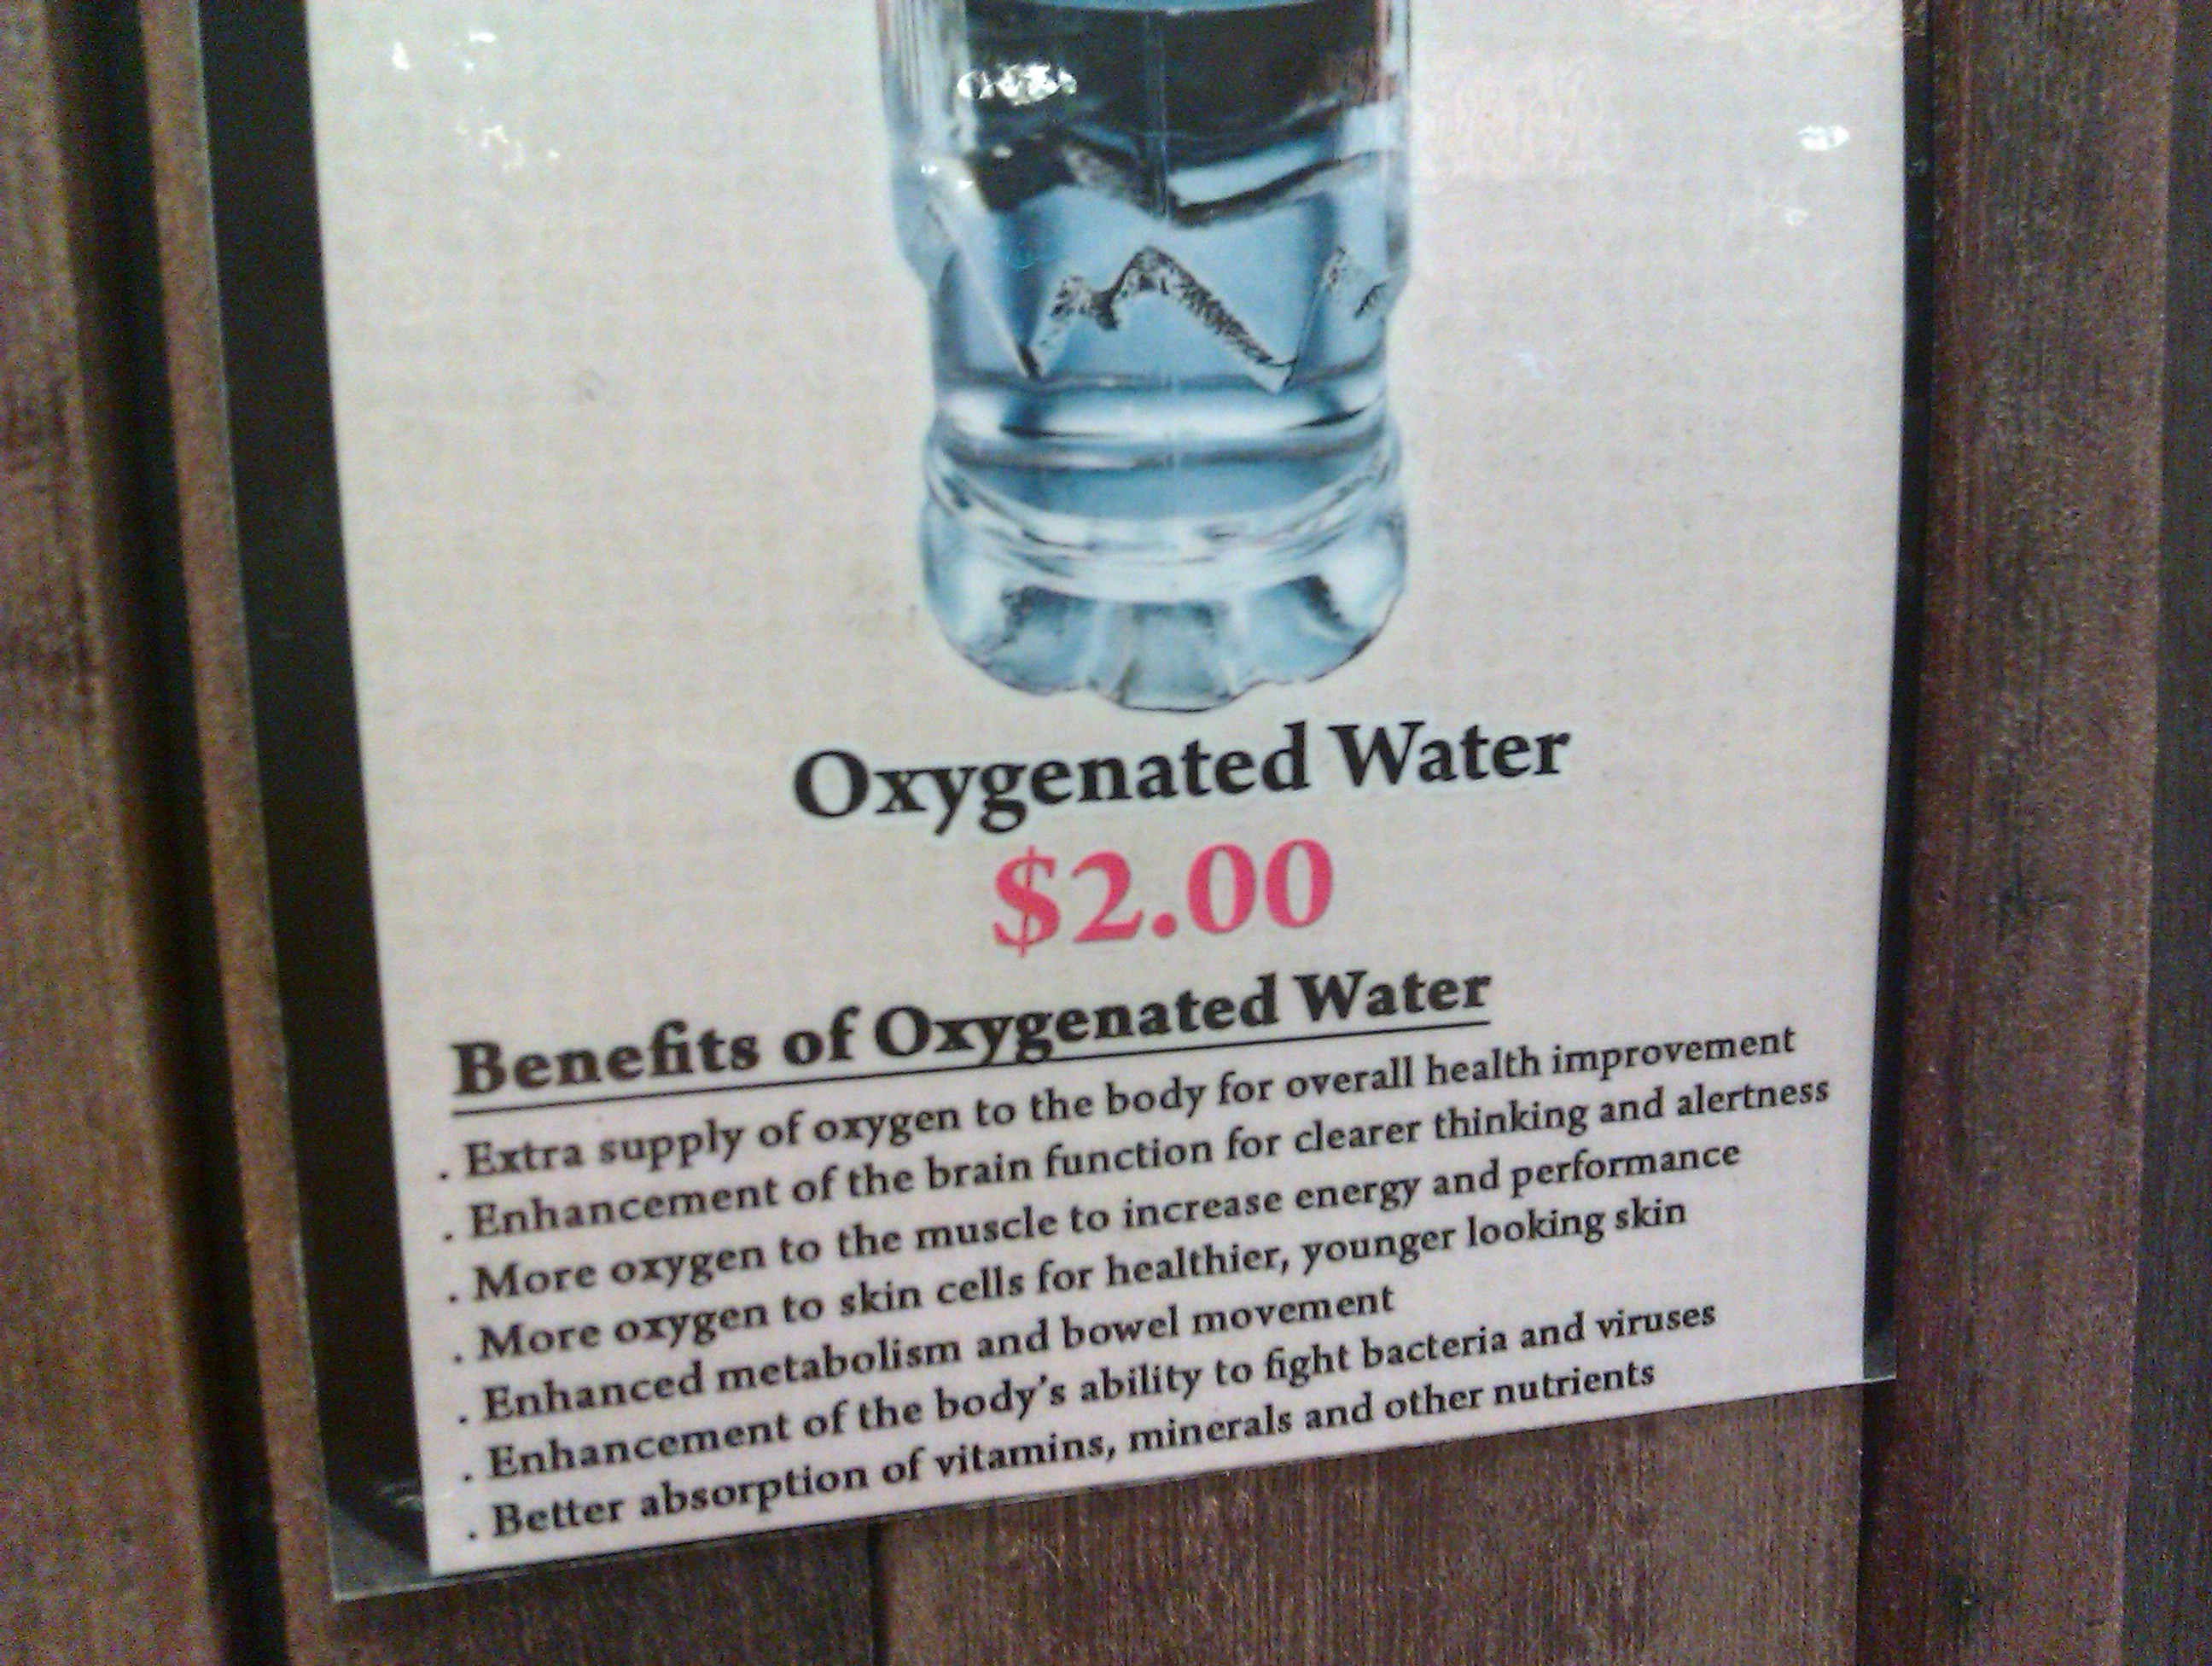 Oxygenated Water
$2.00
Benefits of Oxygenated Water
. Extra supply of oxygen to the body for overall health improvement
. Enhancement of the brain function for clearer thinking and alertness
. More oxygen to the muscle to increase energy and performance
. More oxygen to skin cells for healthier, younger looking skin
. Enhanced metabolism and bowel movement
. Enhancement of the body's ability to fight bacteria and viruses
. Better absorption of vitamins, minerals and other nutrients